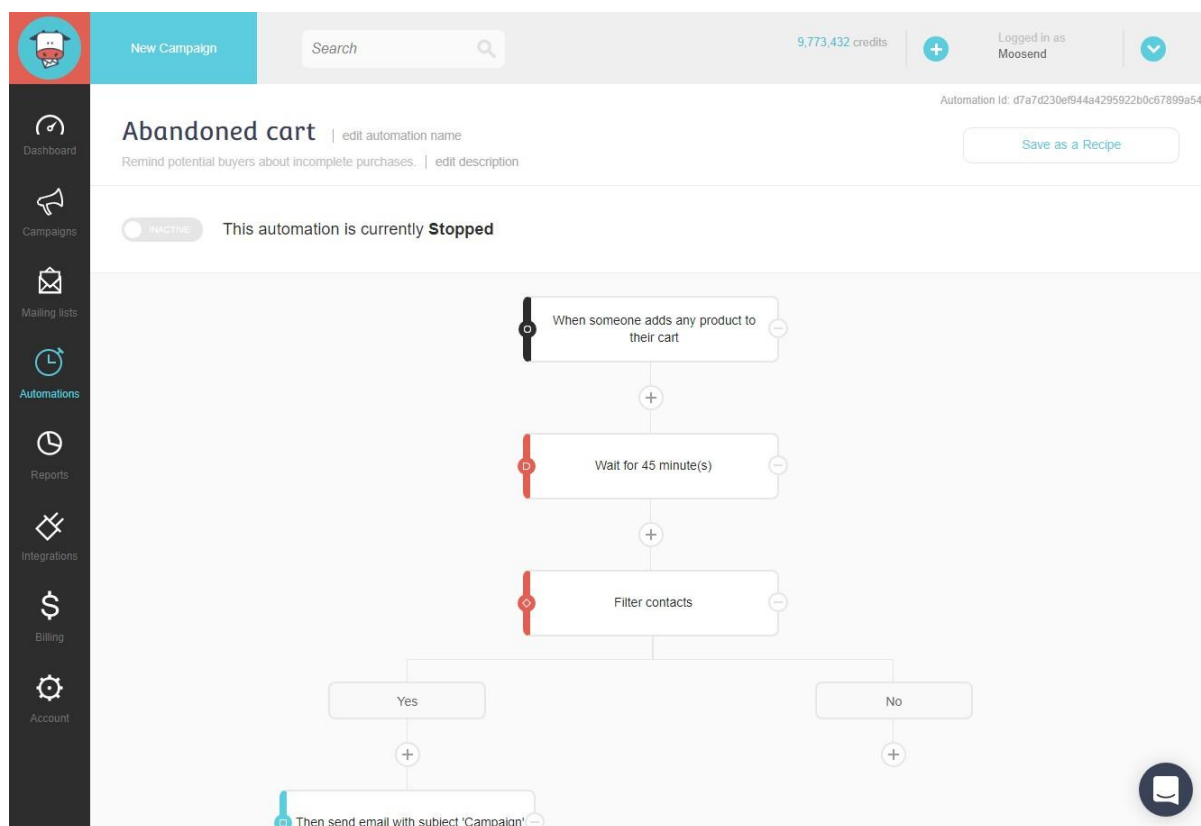 New Campaign
Search
9,773,432 credits
Logged in as
Moosend
Automation Id: d7a7d230ef944a4295922b0c67899a54
Abandoned cart | edit automation name
Remind potential buyers about incomplete purchases. | edit description
Save as a Recipe
INACTIVE
This automation is currently Stopped
Dashboard
Campaigns
Mailing lists
Automations
Reports
Integrations
Billing
Account
When someone adds any product to
their cart
Wait for 45 minute(s)
Filter contacts
Yes
No
Then send email with subject 'Campaign'